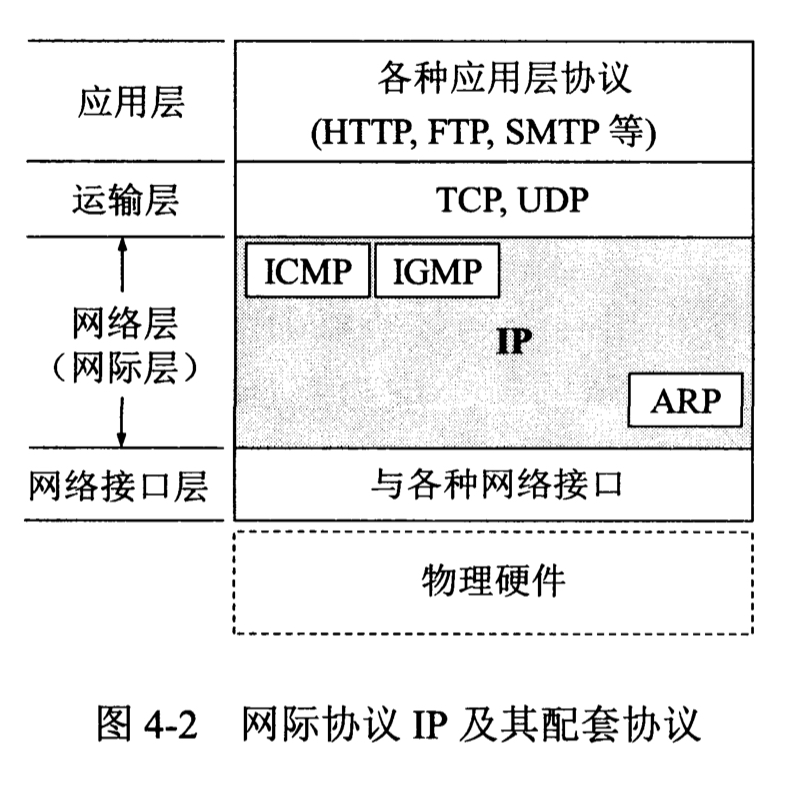 应用层
各种应用层协议
(HTTP, FTP, SMTP 等)
运输层
TCP, UDP
网络层
（网际层）
ICMP
IGMP
IP
ARP
网络接口层
与各种网络接口
物理硬件
图 4-2 网际协议 IP 及其配套协议